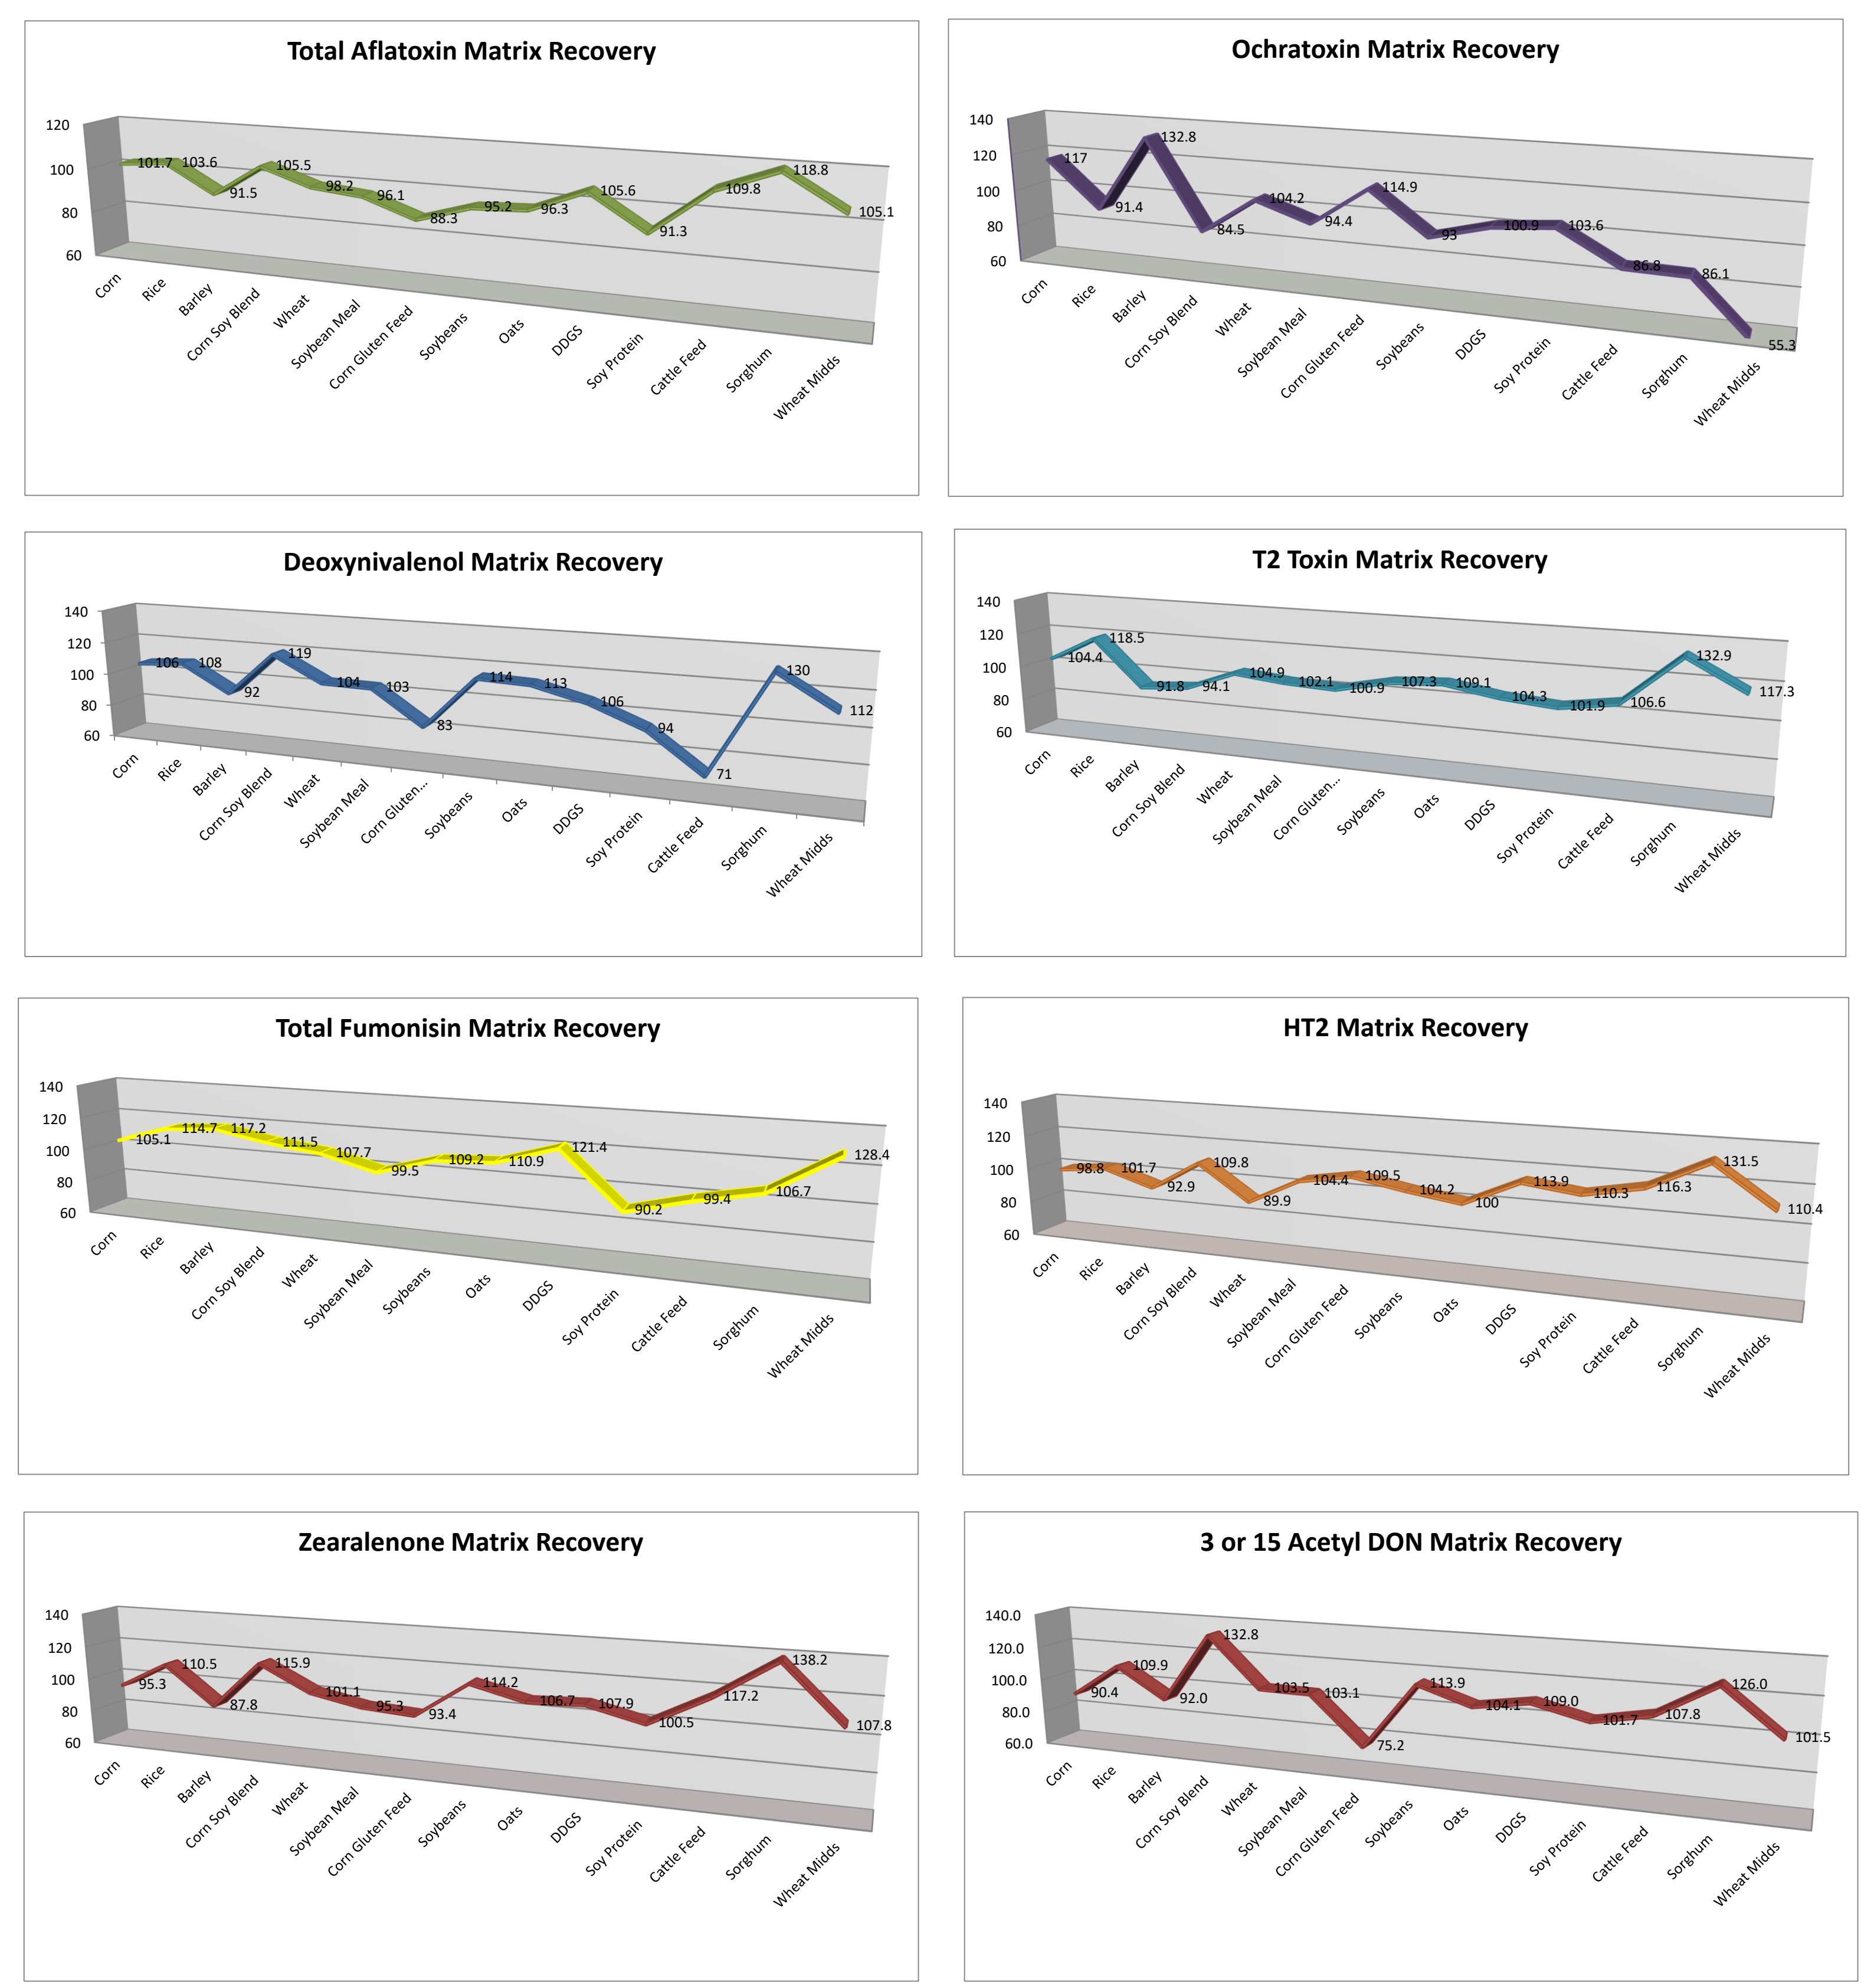 Total Aflatoxin Matrix Recovery
120
100
80
60
101.7
103.6
91.5
105.5
98.2
96.1
88.3
95.2
96.3
105.6
91.3
109.8
118.8
105.1
Corn
Rice
Barley
Corn Soy Blend
Wheat
Soybean Meal
Corn Gluten Feed
Soybeans
Oats
DDGS
Soy Protein
Cattle Feed
Sorghum
Wheat Midds
Ochratoxin Matrix Recovery
140
120
100
80
60
117
91.4
132.8
84.5
104.2
94.4
114.9
93
100.9
103.6
86.8
86.1
55.3
Corn
Rice
Barley
Corn Soy Blend
Wheat
Soybean Meal
Corn Gluten Feed
Soybeans
DDGS
Soy Protein
Cattle Feed
Sorghum
Wheat Midds
Deoxynivalenol Matrix Recovery
140
120
100
80
60
106
108
92
119
104
103
83
114
113
106
94
71
130
112
Corn
Rice
Barley
Corn Soy Blend
Wheat
Soybean Meal
Corn Gluten...
Soybeans
Oats
DDGS
Soy Protein
Cattle Feed
Sorghum
Wheat Midds
T2 Toxin Matrix Recovery
140
120
100
80
60
104.4
118.5
91.8
94.1
104.9
102.1
100.9
107.3
109.1
104.3
101.9
106.6
132.9
117.3
Corn
Rice
Barley
Corn Soy Blend
Wheat
Soybean Meal
Corn Gluten...
Soybeans
Oats
DDGS
Soy Protein
Cattle Feed
Sorghum
Wheat Midds
Total Fumonisin Matrix Recovery
140
120
100
80
60
105.1
114.7
117.2
111.5
107.7
99.5
109.2
110.9
121.4
90.2
99.4
106.7
128.4
Corn
Rice
Barley
Corn Soy Blend
Wheat
Soybean Meal
Soybeans
Oats
DDGS
Soy Protein
Cattle Feed
Sorghum
Wheat Midds
HT2 Matrix Recovery
140
120
100
80
60
98.8
101.7
92.9
109.8
89.9
104.4
109.5
104.2
100
113.9
110.3
116.3
131.5
110.4
Corn
Rice
Barley
Corn Soy Blend
Wheat
Soybean Meal
Corn Gluten Feed
Soybeans
Oats
DDGS
Soy Protein
Cattle Feed
Sorghum
Wheat Midds
Zearalenone Matrix Recovery
140
120
100
80
60
95.3
110.5
87.8
115.9
101.1
95.3
93.4
114.2
106.7
107.9
100.5
117.2
138.2
107.8
Corn
Rice
Barley
Corn Soy Blend
Wheat
Soybean Meal
Corn Gluten Feed
Soybeans
Oats
DDGS
Soy Protein
Cattle Feed
Sorghum
Wheat Midds
3 or 15 Acetyl DON Matrix Recovery
140.0
120.0
100.0
80.0
60.0
90.4
109.9
92.0
132.8
103.5
103.1
75.2
113.9
104.1
109.0
101.7
107.8
126.0
101.5
Corn
Rice
Barley
Corn Soy Blend
Wheat
Soybean Meal
Corn Gluten Feed
Soybeans
Oats
DDGS
Soy Protein
Cattle Feed
Sorghum
Wheat Midds